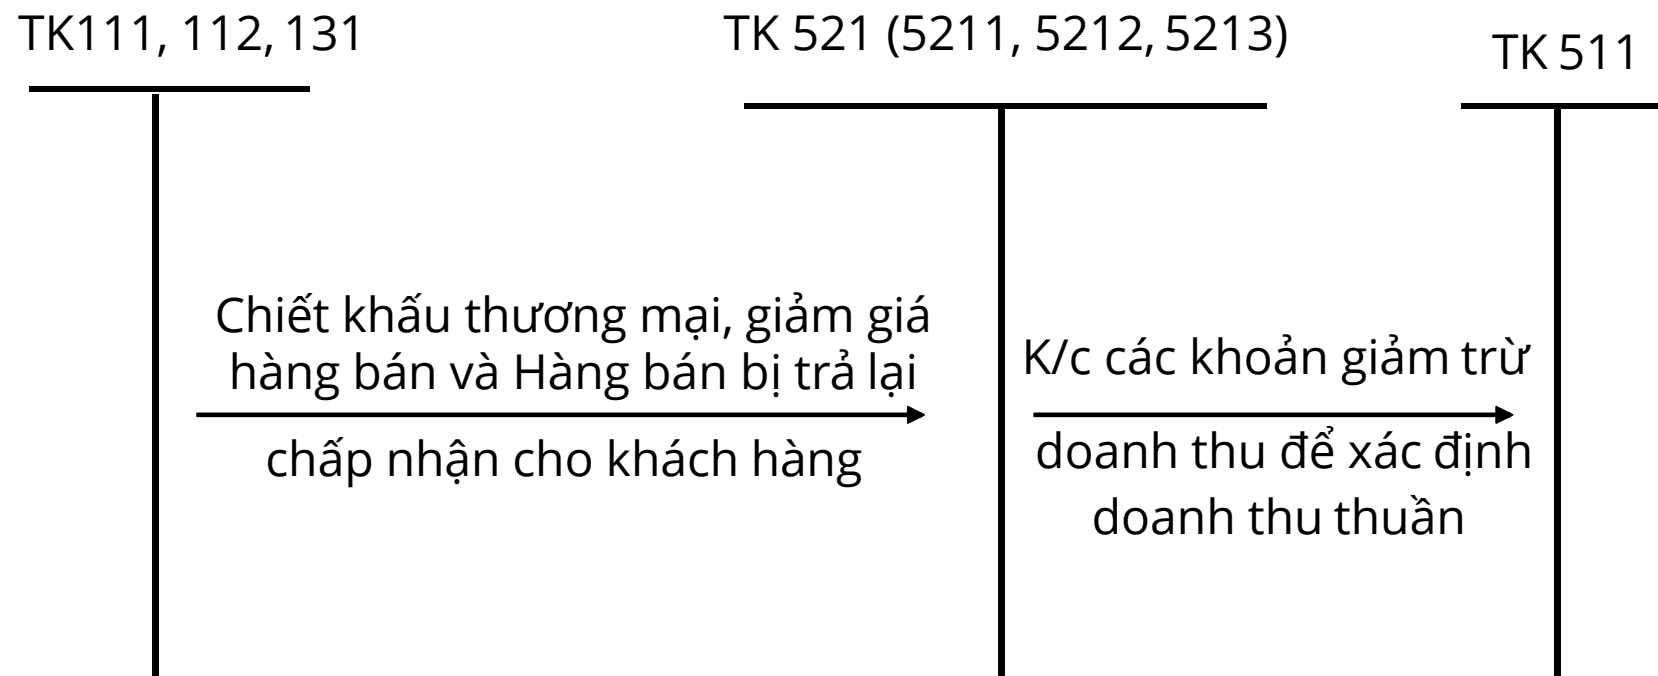 TK111, 112, 131
TK 521 (5211, 5212, 5213)
TK 511
Chiết khấu thương mại, giảm giá
hàng bán và Hàng bán bị trả lại
chấp nhận cho khách hàng
K/c các khoản giảm trừ
doanh thu để xác định
doanh thu thuần